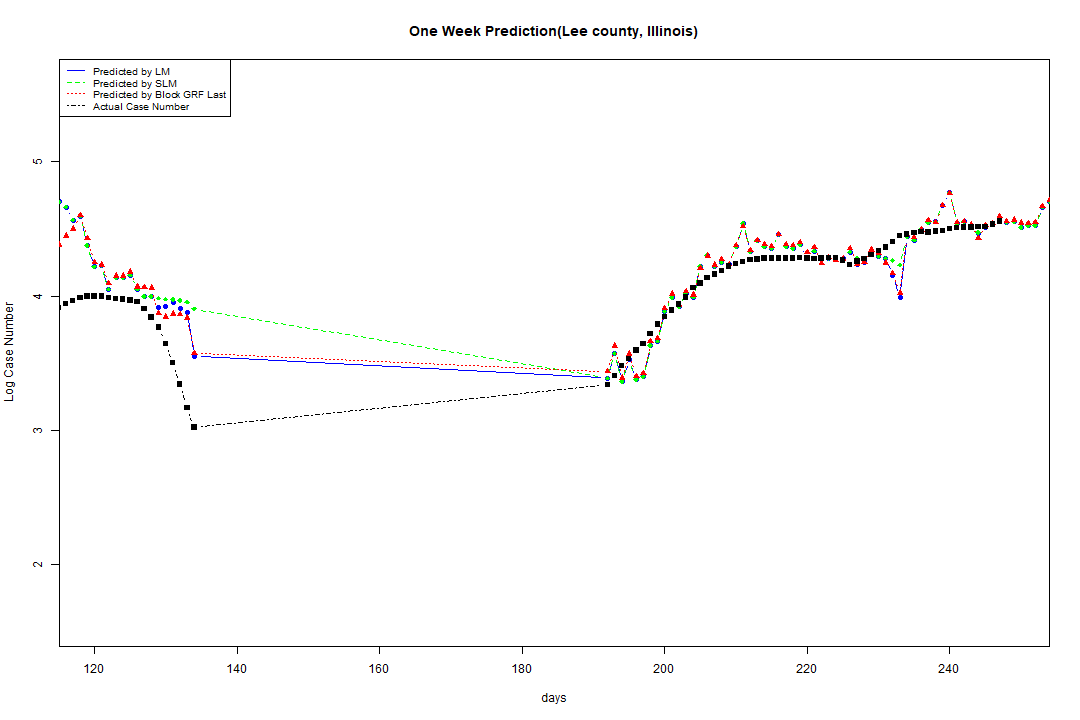 One Week Prediction(Lee county, Illinois)
Predicted by LM
Predicted by SLM
Predicted by Block GRF Last
Actual Case Number
Log Case Number
5
4
3
2
120 140 160 180 200 220 240
days